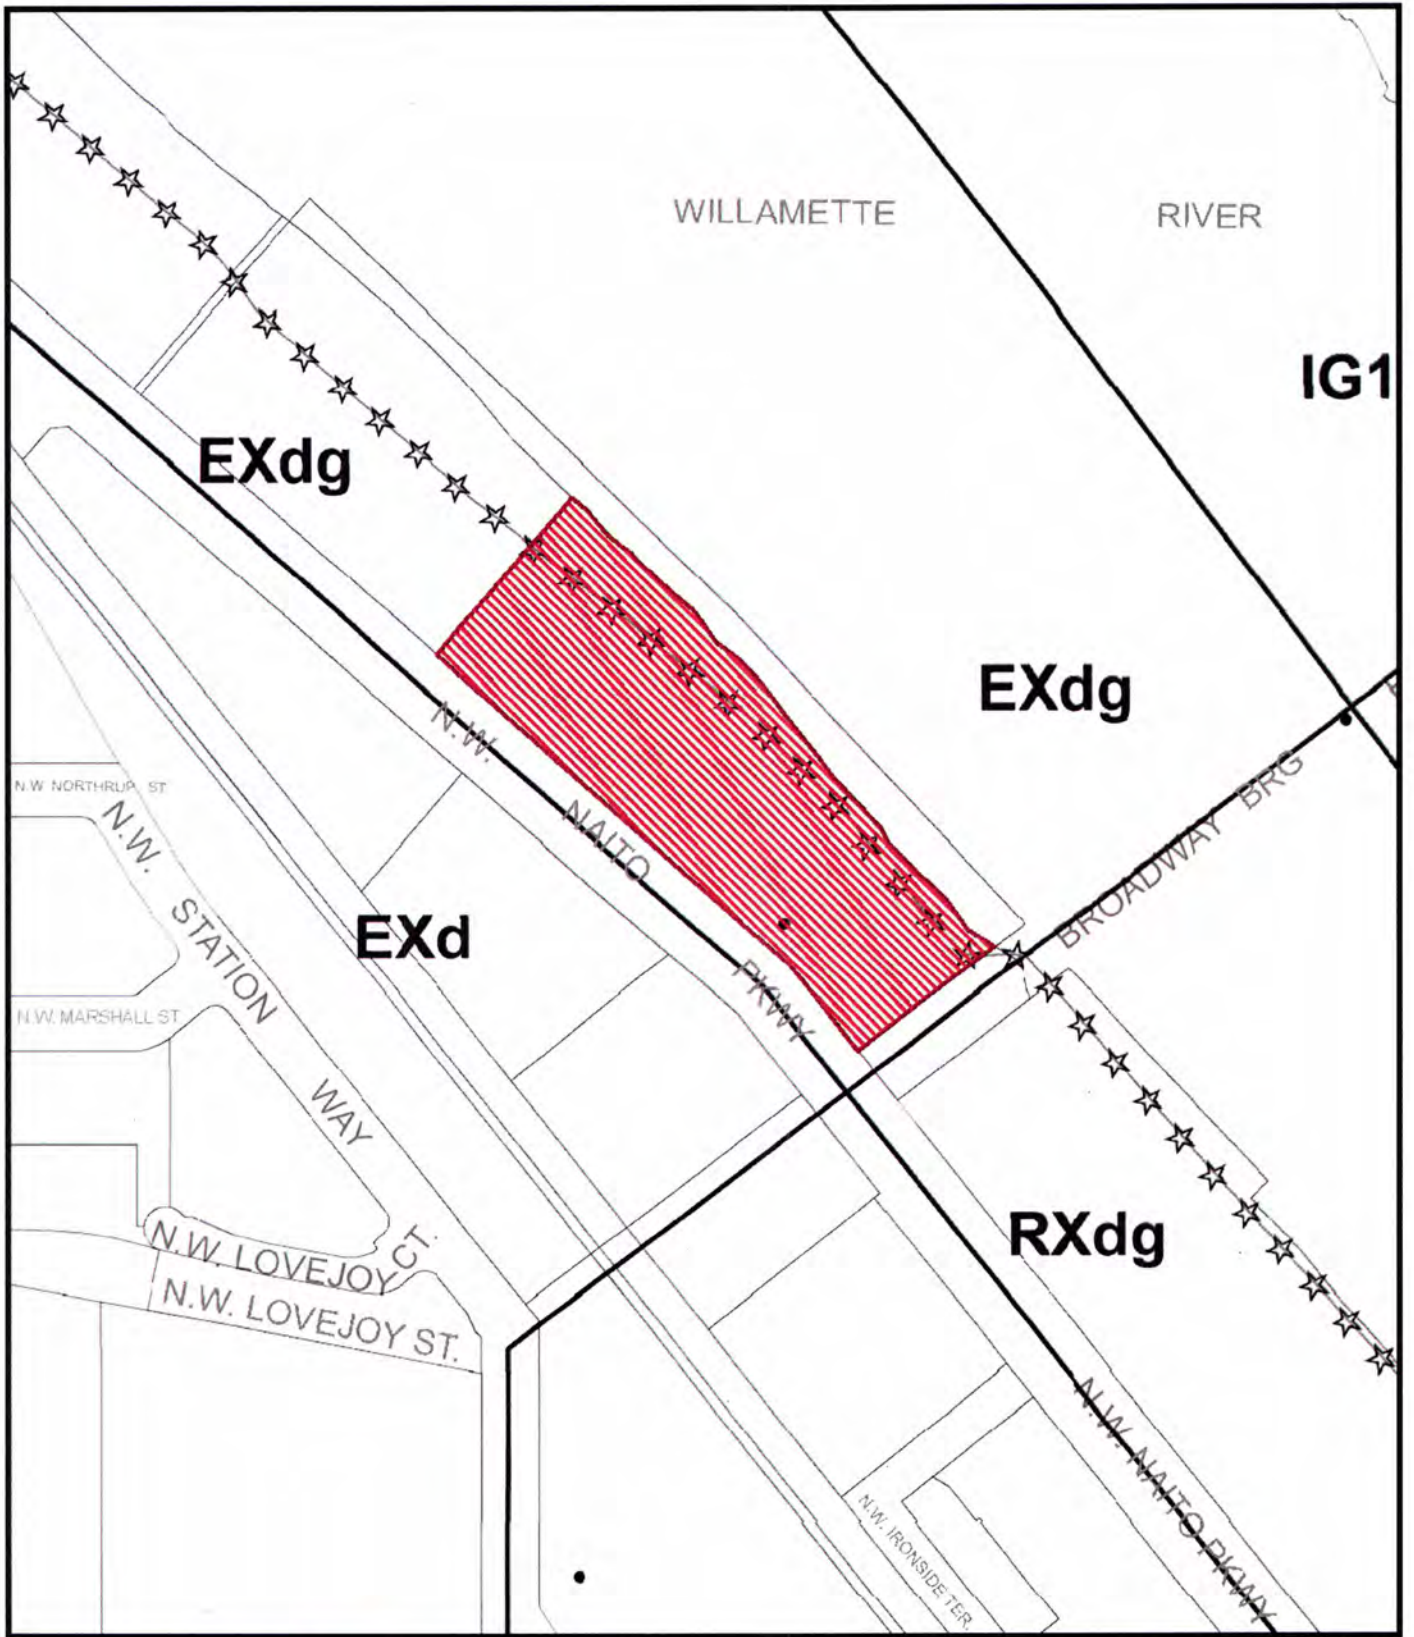 WILLAMETTE RIVER
IG1
EXdg
EXdg
N.W. NAITO PKWY
BROADWAY BRG
N.W NORTHRUP ST
N.W. STATION WAY
EXd
N.W. MARSHALL ST
RXdg
N.W. LOVEJOY CT.
N.W. LOVEJOY ST.
N.W. NAITO PKWY
N.W. IRONSIDE TER.